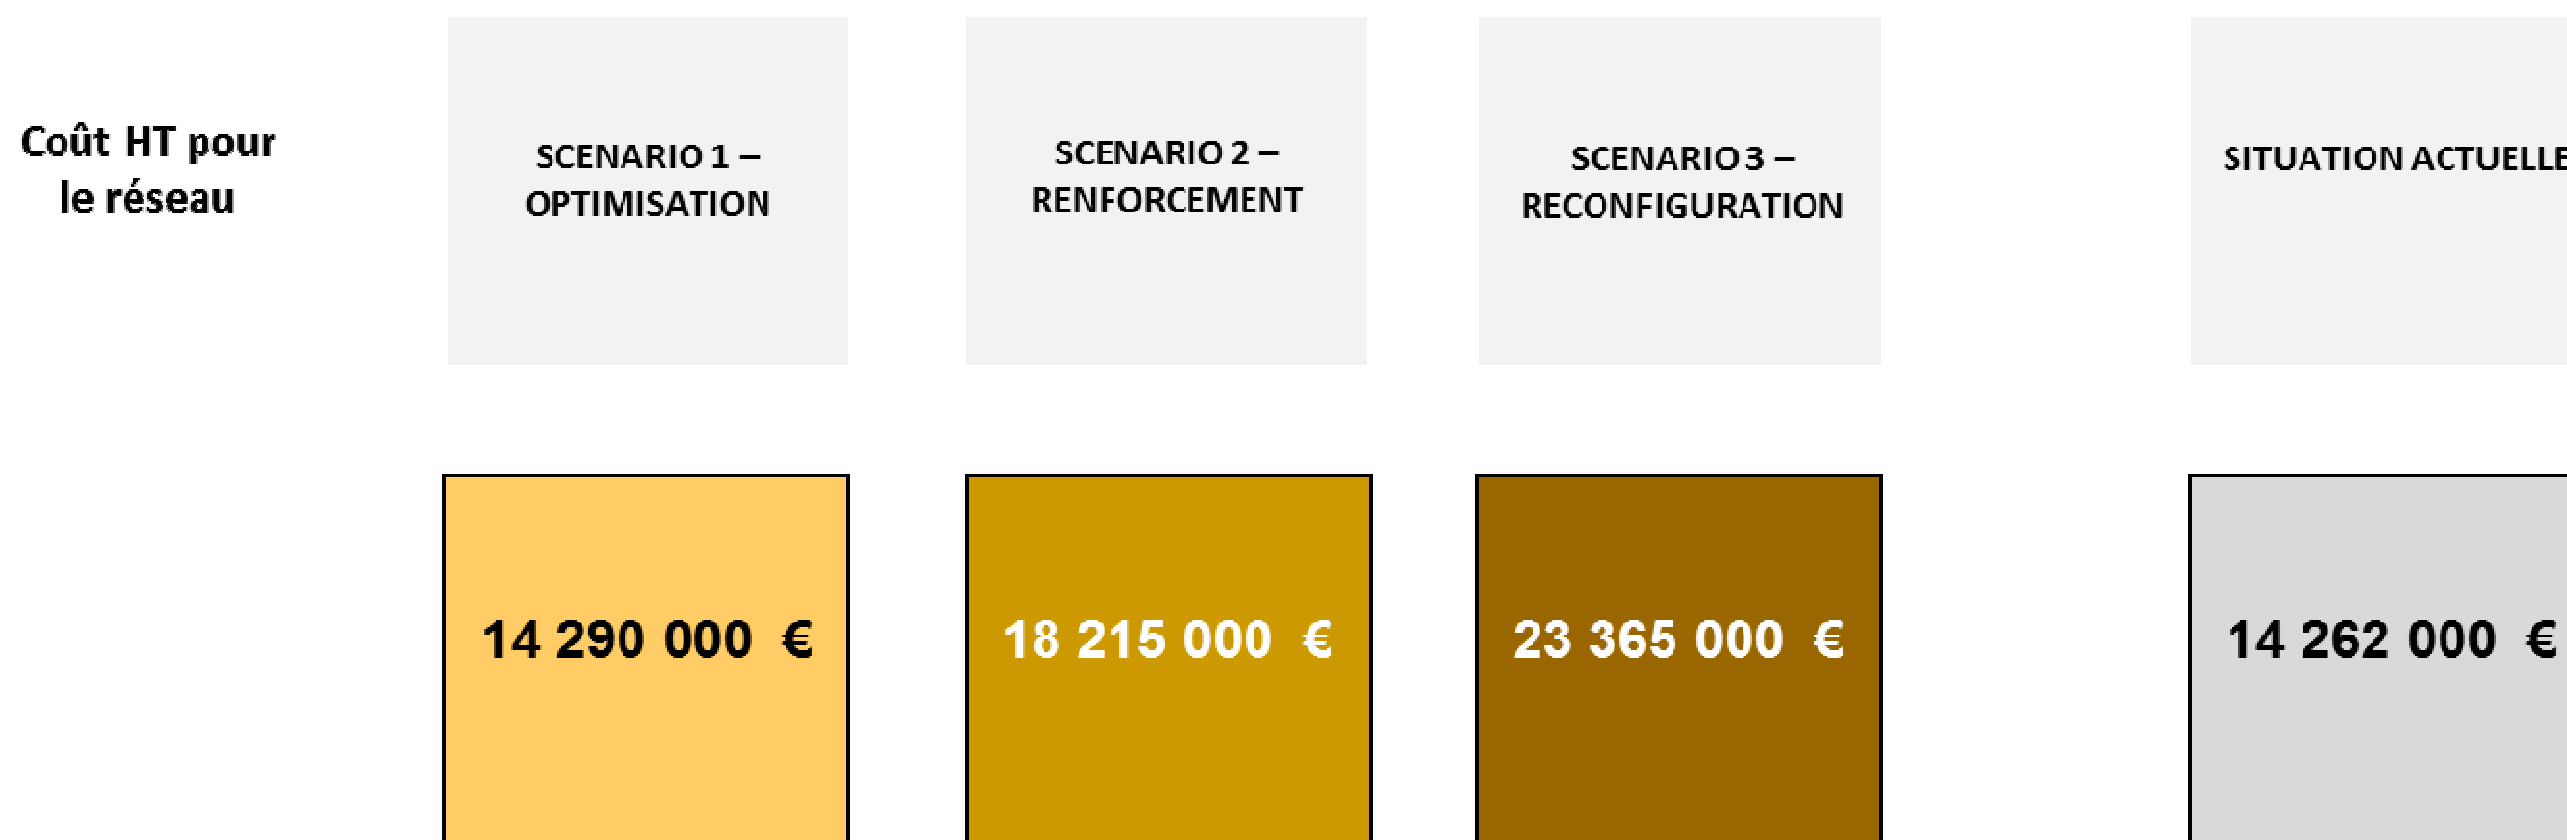 Coût HT pour
le réseau
SCENARIO 1 –
OPTIMISATION
SCENARIO 2 –
RENFORCEMENT
SCENARIO 3 –
RECONFIGURATION
SITUATION ACTUELLE
14 290 000 €
18 215 000 €
23 365 000 €
14 262 000 €